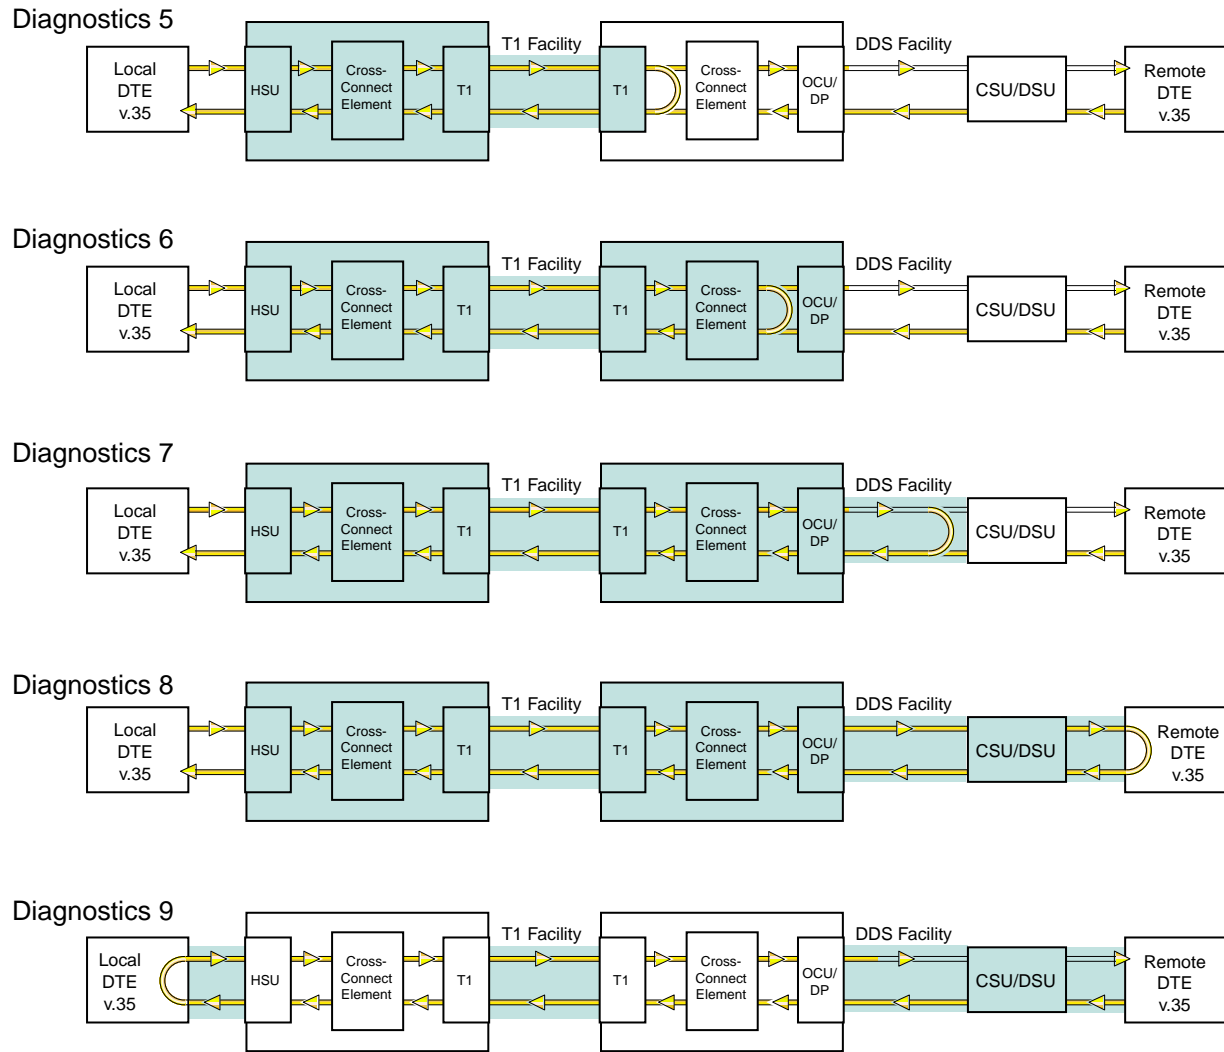 Diagnostics 5
T1 Facility
DDS Facility
Local
DTE
v.35
HSU
Cross-
Connect
Element
T1
T1
Cross-
Connect
Element
OCU/
DP
CSU/DSU
Remote
DTE
v.35
Diagnostics 6
T1 Facility
DDS Facility
Local
DTE
v.35
HSU
Cross-
Connect
Element
T1
T1
Cross-
Connect
Element
OCU/
DP
CSU/DSU
Remote
DTE
v.35
Diagnostics 7
T1 Facility
DDS Facility
Local
DTE
v.35
HSU
Cross-
Connect
Element
T1
T1
Cross-
Connect
Element
OCU/
DP
CSU/DSU
Remote
DTE
v.35
Diagnostics 8
T1 Facility
DDS Facility
Local
DTE
v.35
HSU
Cross-
Connect
Element
T1
T1
Cross-
Connect
Element
OCU/
DP
CSU/DSU
Remote
DTE
v.35
Diagnostics 9
T1 Facility
DDS Facility
Local
DTE
v.35
HSU
Cross-
Connect
Element
T1
T1
Cross-
Connect
Element
OCU/
DP
CSU/DSU
Remote
DTE
v.35